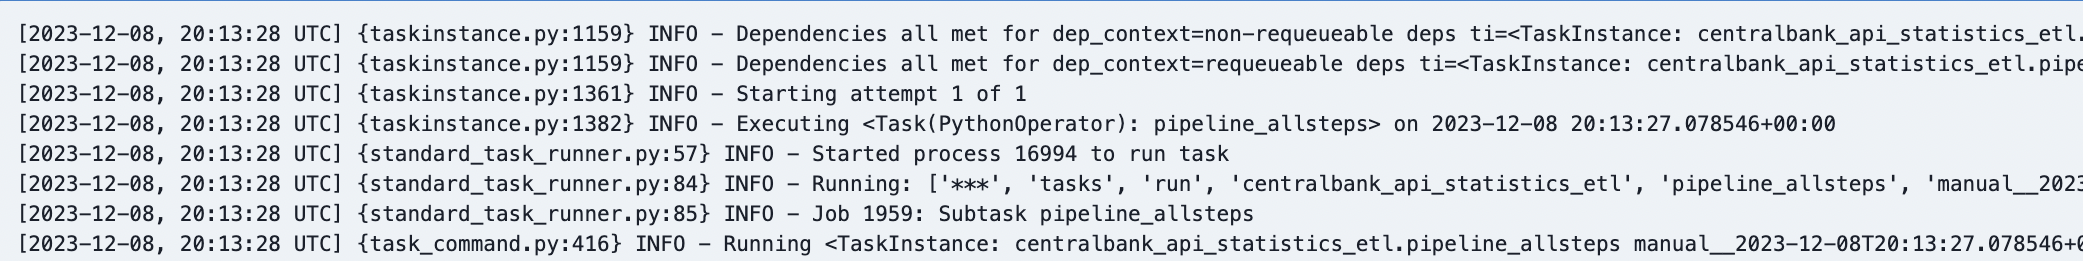 [2023-12-08, 20:13:28 UTC] {taskinstance.py:1159} INFO - Dependencies all met for dep_context=non-requeueable deps ti=<TaskInstance: centralbank_api_statistics_etl.
[2023-12-08, 20:13:28 UTC] {taskinstance.py:1159} INFO - Dependencies all met for dep_context=requeueable deps ti=<TaskInstance: centralbank_api_statistics_etl.pipe
[2023-12-08, 20:13:28 UTC] {taskinstance.py:1361} INFO - Starting attempt 1 of 1
[2023-12-08, 20:13:28 UTC] {taskinstance.py:1382} INFO - Executing <Task(PythonOperator): pipeline_allsteps> on 2023-12-08 20:13:27.078546+00:00
[2023-12-08, 20:13:28 UTC] {standard_task_runner.py:57} INFO - Started process 16994 to run task
[2023-12-08, 20:13:28 UTC] {standard_task_runner.py:84} INFO - Running: ['***', 'tasks', 'run', 'centralbank_api_statistics_etl', 'pipeline_allsteps', 'manual__2023
[2023-12-08, 20:13:28 UTC] {standard_task_runner.py:85} INFO - Job 1959: Subtask pipeline_allsteps
[2023-12-08, 20:13:28 UTC] {task_command.py:416} INFO - Running <TaskInstance: centralbank_api_statistics_etl.pipeline_allsteps manual__2023-12-08T20:13:27.078546+0